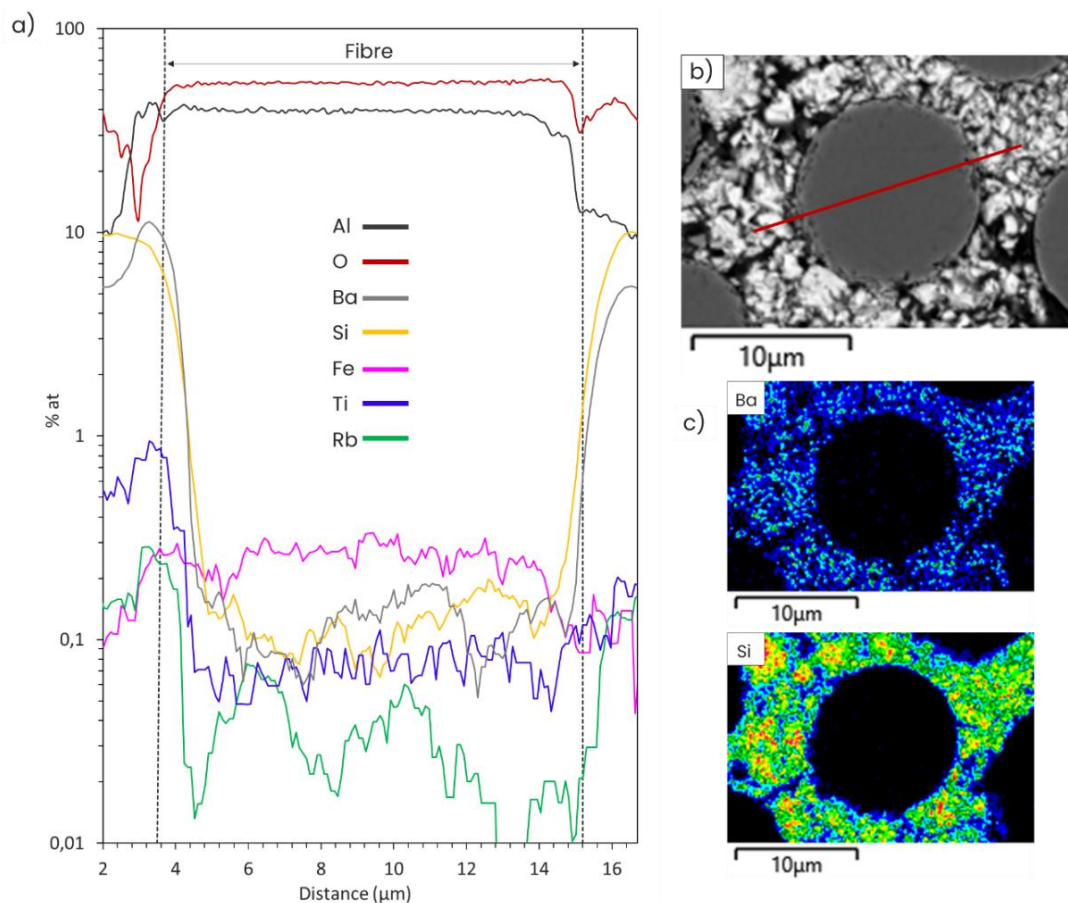 a)
100
10
1
0,1
0,01
% at
Fibre
Al
O
Ba
Si
Fe
Ti
Rb
2 4 6 8 10 12 14 16
Distance (µm)
b)
10µm
c)
Ba
10µm
Si
10µm